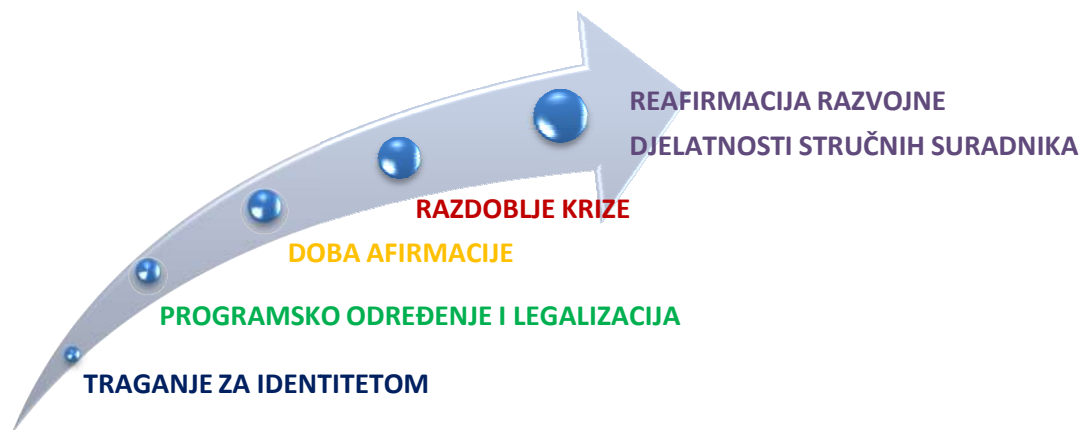 REAFIRMACIJA RAZVOJNE
DJELATNOSTI STRUČNIH SURADNIKA
RAZDOBLJE KRIZE
DOBA AFIRMACIJE
PROGRAMSKO ODREĐENJE I LEGALIZACIJA
TRAGANJE ZA IDENTITETOM